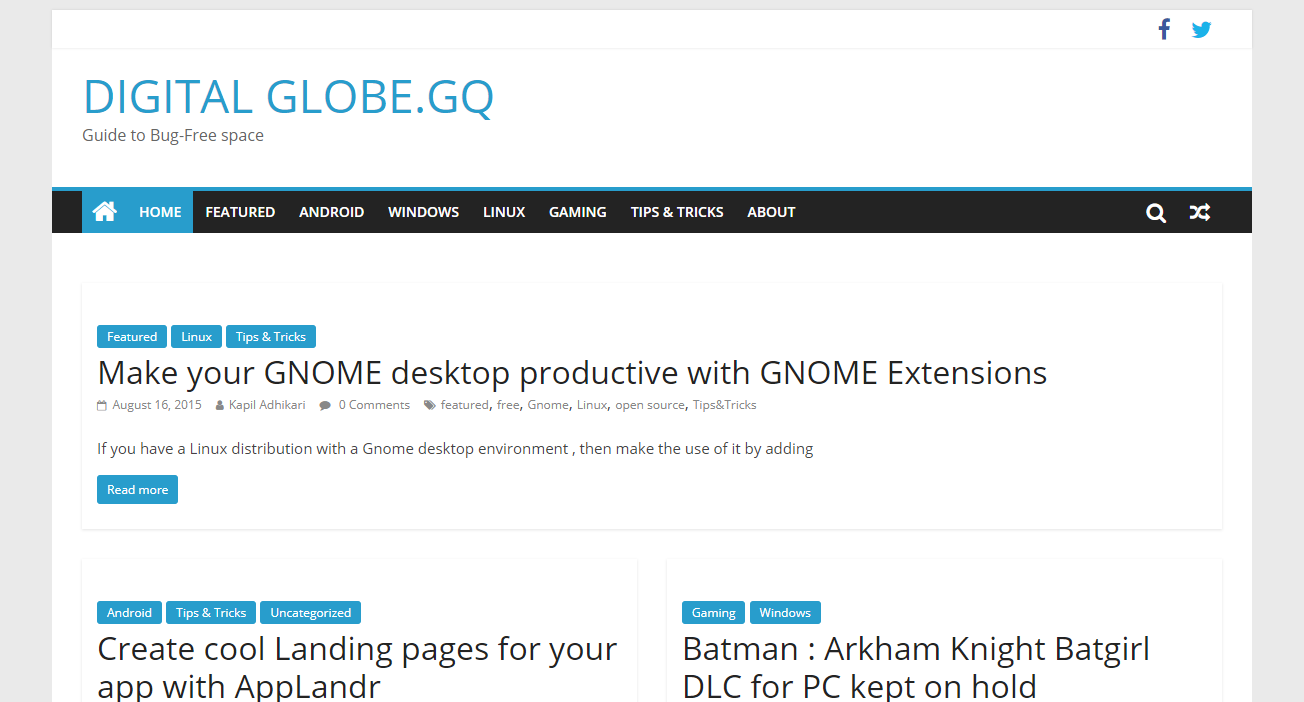 DIGITAL GLOBE.GQ
Guide to Bug-Free space
HOME FEATURED ANDROID WINDOWS LINUX GAMING TIPS & TRICKS ABOUT
Featured Linux Tips & Tricks
Make your GNOME desktop productive with GNOME Extensions
August 16, 2015 Kapil Adhikari 0 Comments featured, free, Gnome, Linux, open source, Tips&Tricks
If you have a Linux distribution with a Gnome desktop environment , then make the use of it by adding
Read more
Android Tips & Tricks Uncategorized
Create cool Landing pages for your
app with AppLandr
Gaming Windows
Batman : Arkham Knight Batgirl
DLC for PC kept on hold